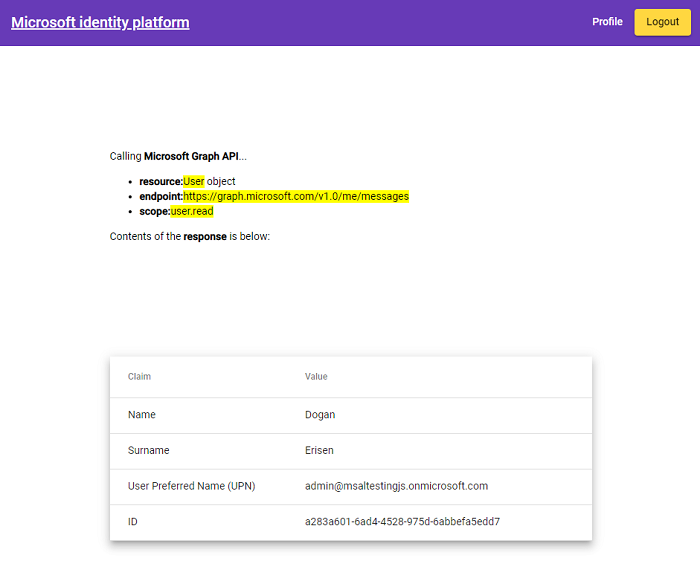 Microsoft identity platform Profile Logout
Calling Microsoft Graph API...
• resource:User object
• endpoint:https://graph.microsoft.com/v1.0/me/messages
• scope:user.read
Contents of the response is below:
Claim Value
Name Dogan
Surname Erisen
User Preferred Name (UPN) admin@msaltestingjs.onmicrosoft.com
ID a283a601-6ad4-4528-975d-6abbefa5edd7